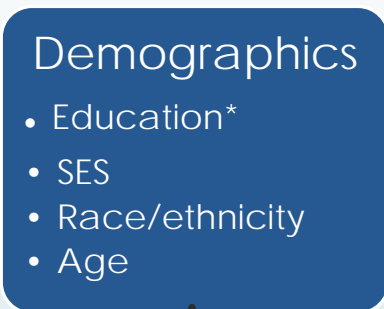 Demographics
• Education*
• SES
• Race/ethnicity
• Age